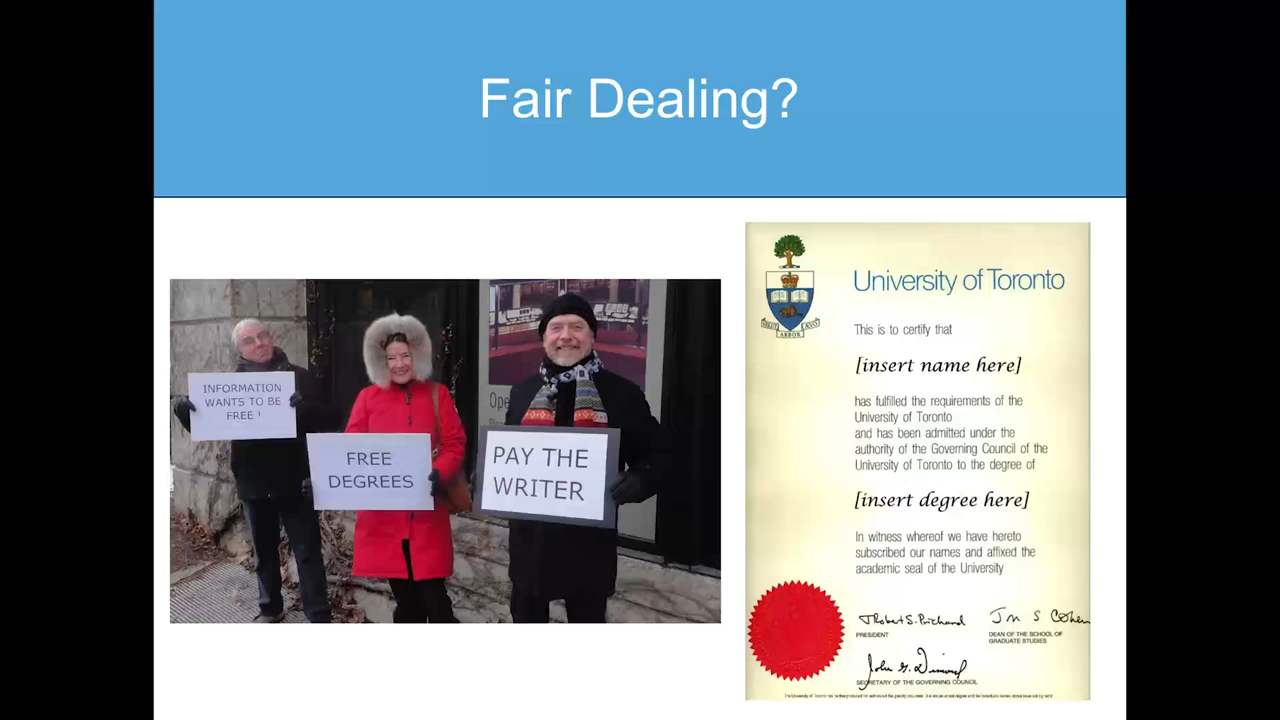 Fair Dealing?
INFORMATION
WANTS TO BE
FREE !
FREE
DEGREES
PAY THE
WRITER
Ope
University of Toronto
This is to certify that
[insert name here]
has fulfilled the requirements of the
University of Toronto
and has been admitted under the
authority of the Governing Council of the
University of Toronto to the degree of
[insert degree here]
In witness whereof we have hereto
subscribed our names and affixed the
academic seal of the University
PRESIDENT
DEAN OF THE SCHOOL OF
GRADUATE STUDIES
SECRETARY OF THE GOVERNING COUNCIL